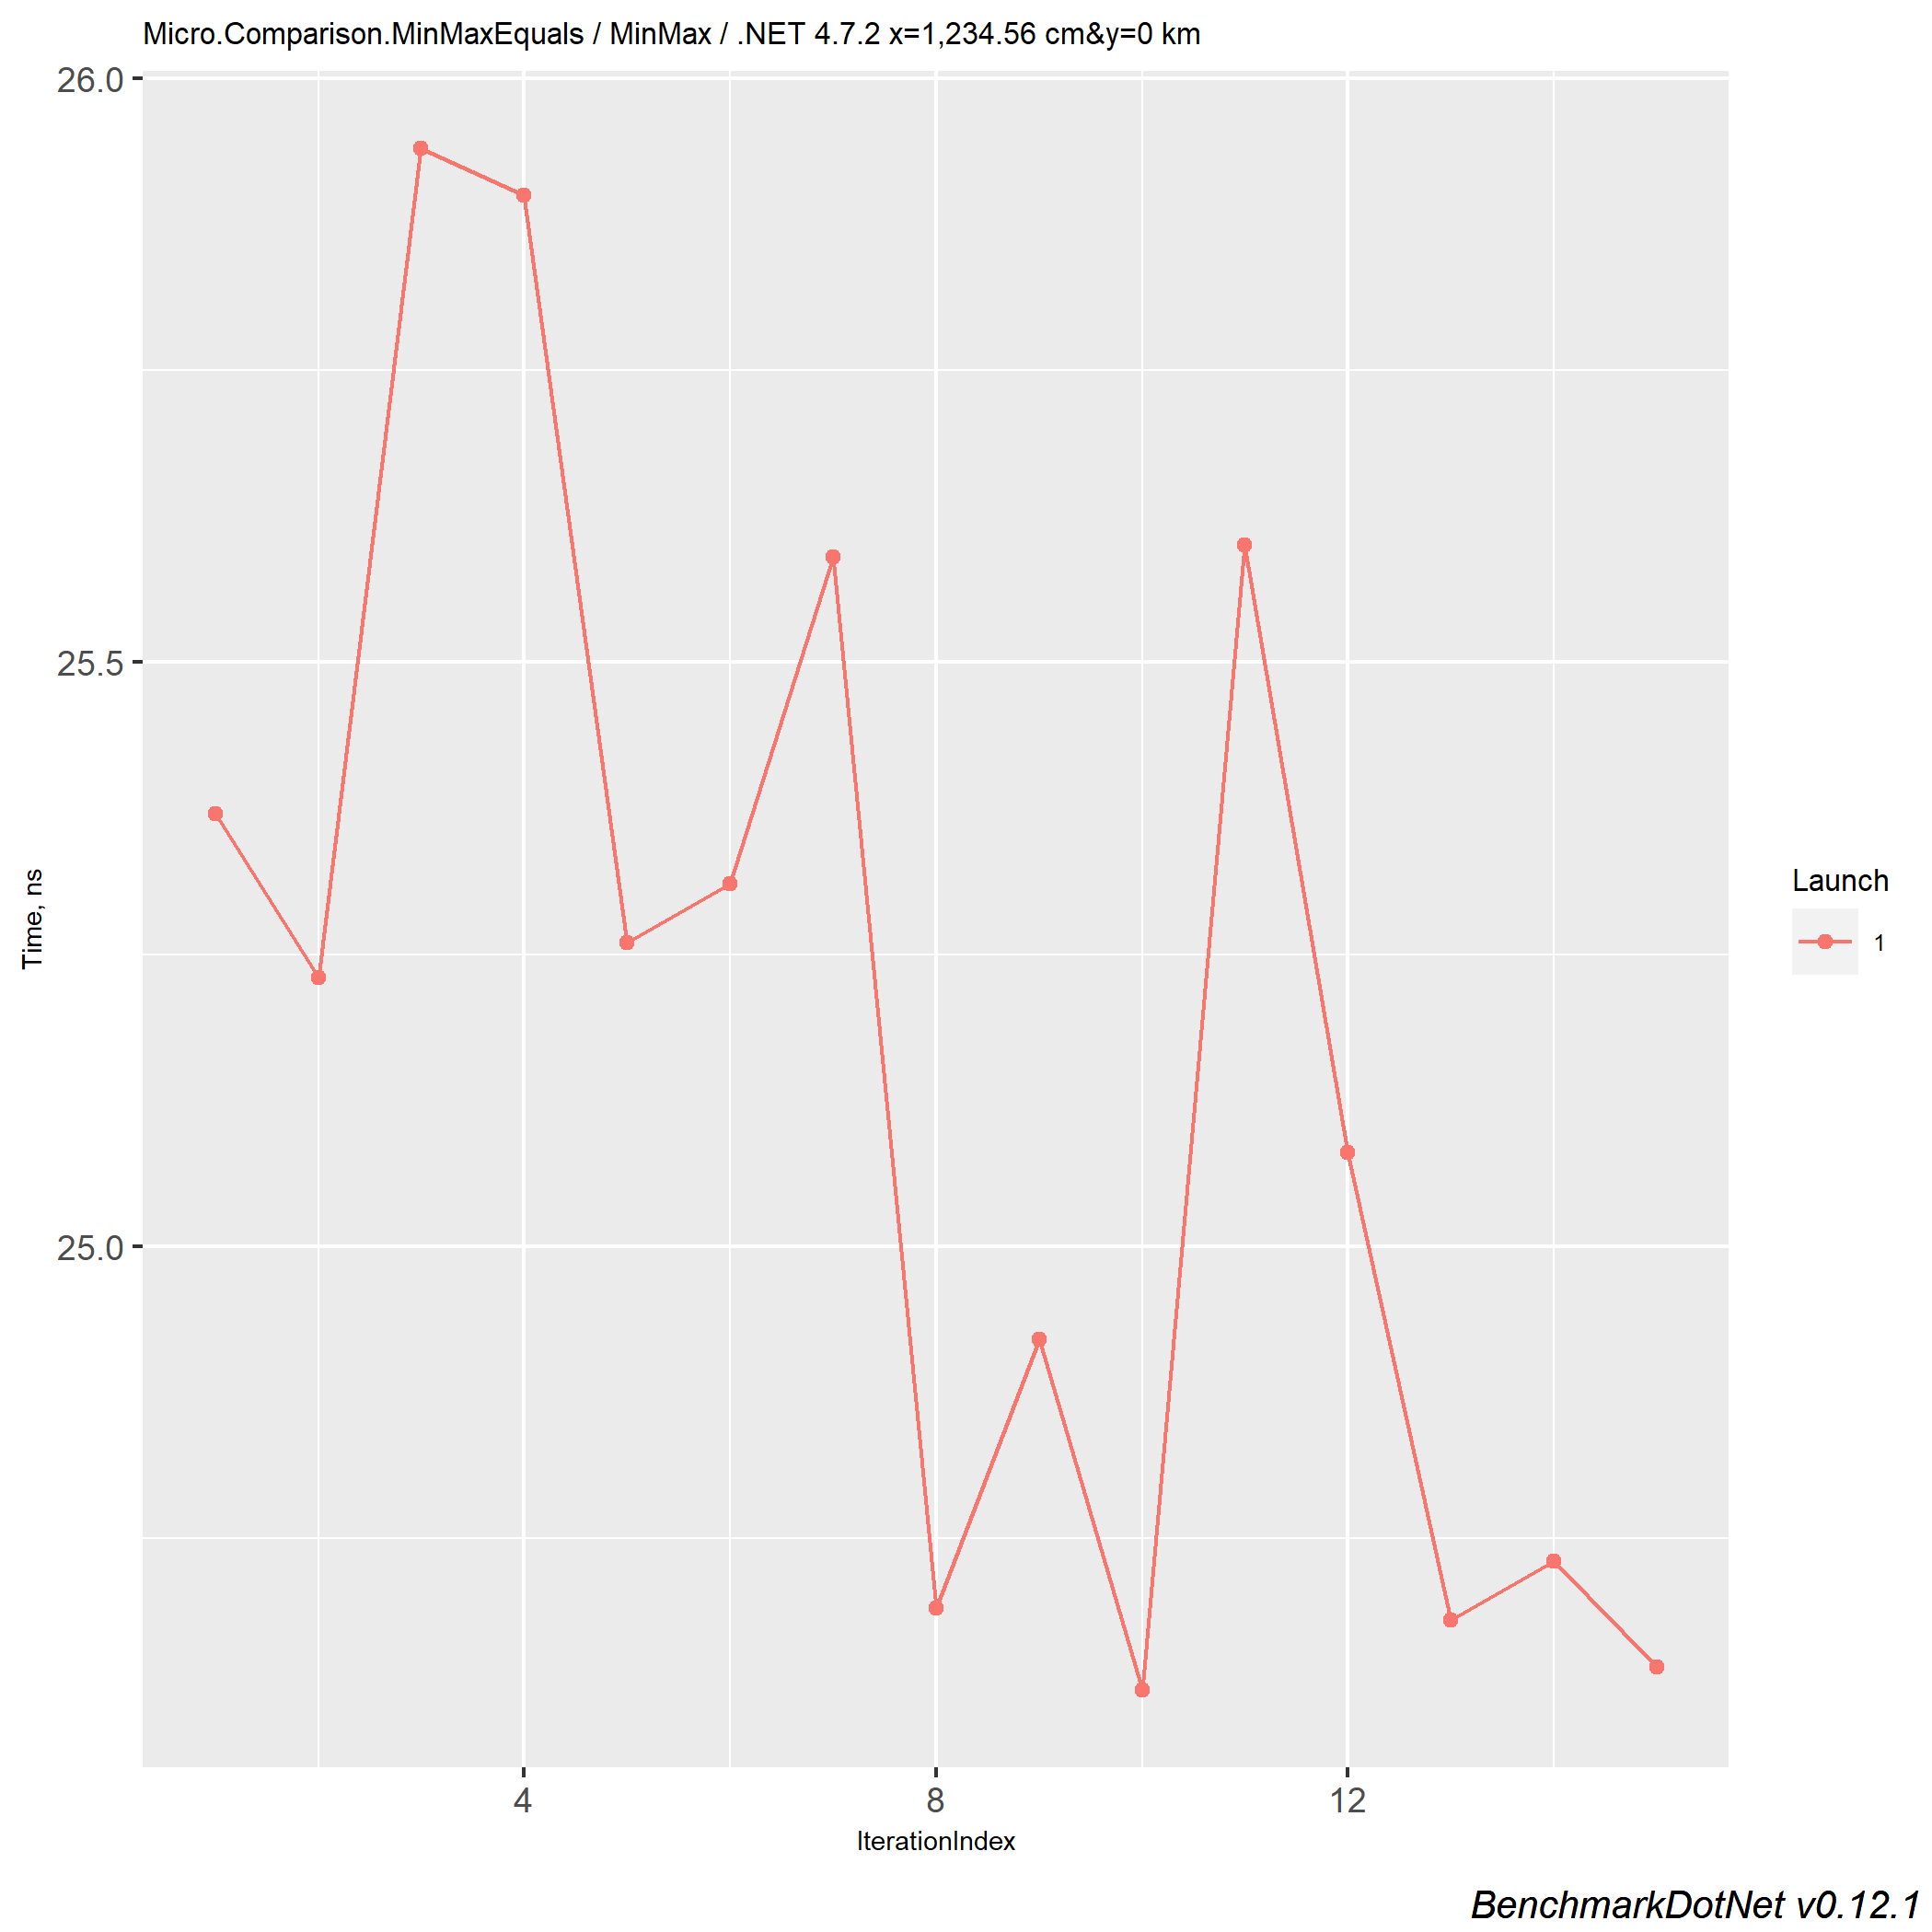 Micro.Comparison.MinMaxEquals / MinMax / .NET 4.7.2 x=1,234.56 cm&y=0 km
26.0
25.5
25.0
Time, ns
4
8
12
IterationIndex
Launch
1
BenchmarkDotNet v0.12.1